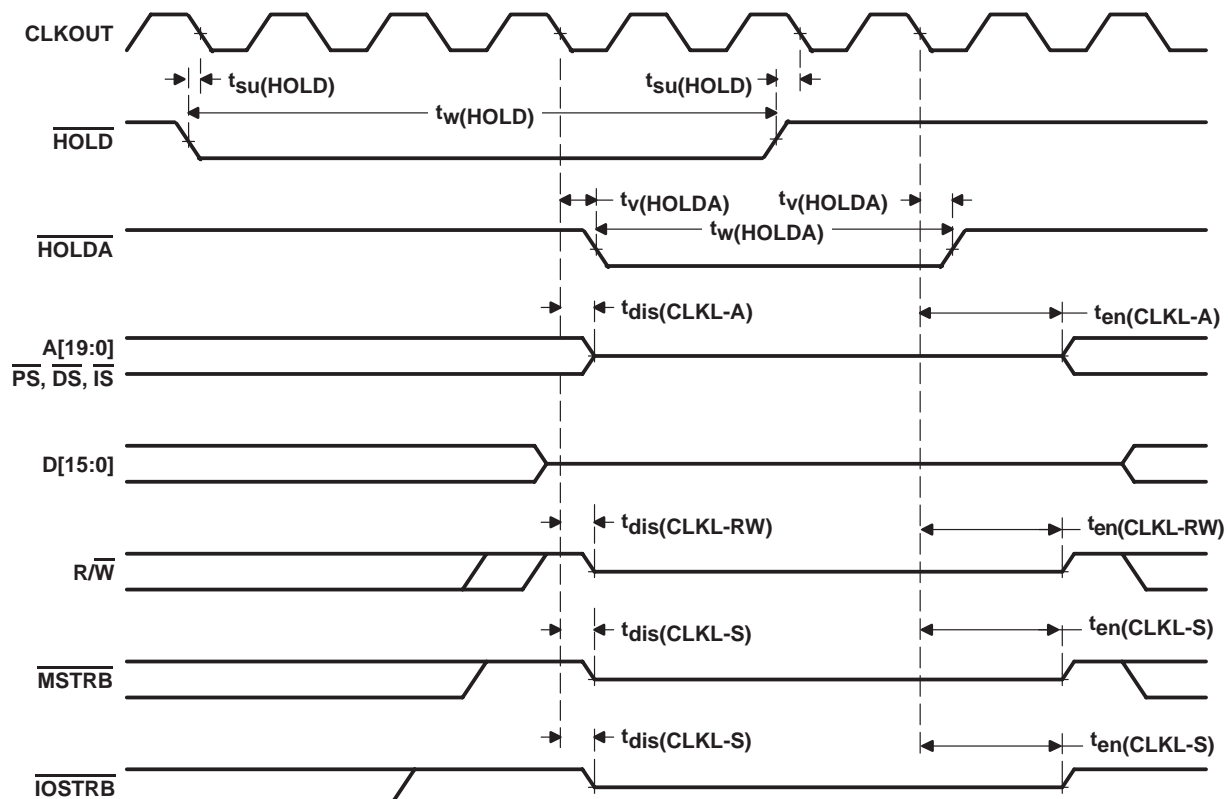 CLKOUT
tsu(HOLD)
tsu(HOLD)
tw(HOLD)
HOLD
tv(HOLDA)
tv(HOLDA)
tw(HOLDA)
HOLDA
tdis(CLKL-A)
ten(CLKL-A)
A[19:0]
PS, DS, IS
D[15:0]
tdis(CLKL-RW)
ten(CLKL-RW)
R/W
tdis(CLKL-S)
ten(CLKL-S)
MSTRB
tdis(CLKL-S)
ten(CLKL-S)
IOSTRB